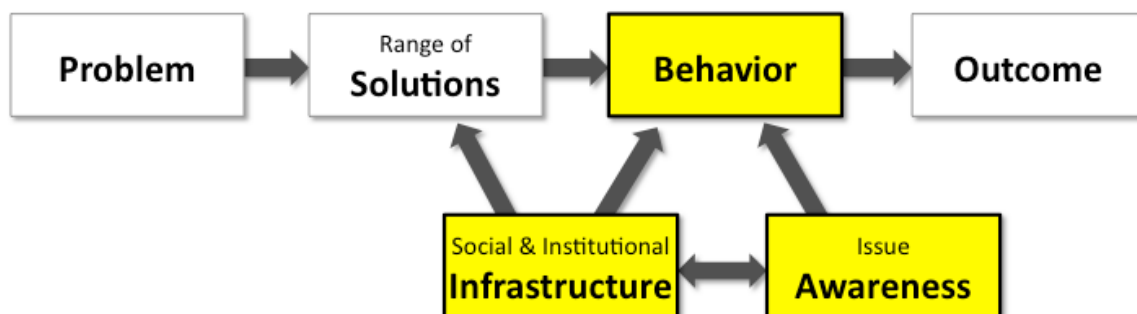 Problem
Range of
Solutions
Behavior
Outcome
Social & Institutional
Infrastructure
Issue
Awareness